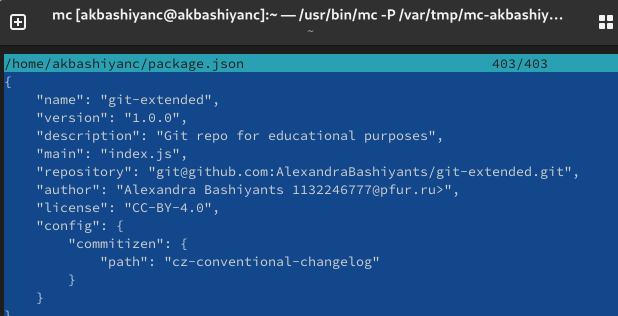 mc [akbashiyanc@akbashiyanc]:~ — /usr/bin/mc -P /var/tmp/mc-akbashiy…
~
/home/akbashiyanc/package.json 403/403
{
    "name": "git-extended",
    "version": "1.0.0",
    "description": "Git repo for educational purposes",
    "main": "index.js",
    "repository": "git@github.com:AlexandraBashiyants/git-extended.git",
    "author": "Alexandra Bashiyants 1132246777@pfur.ru>",
    "license": "CC-BY-4.0",
    "config": {
        "commitizen": {
            "path": "cz-conventional-changelog"
        }
    }
}